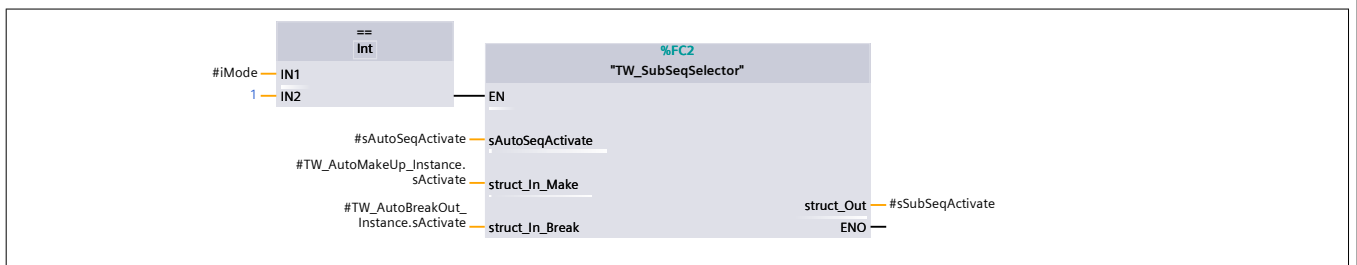 ==
Int
#iMode
IN1
1
IN2
%FC2
"TW_SubSeqSelector"
EN
#sAutoSeqActivate
sAutoSeqActivate
#TW_AutoMakeUp_Instance.
sActivate
struct_In_Make
#TW_AutoBreakOut_
Instance.sActivate
struct_In_Break
struct_Out
#sSubSeqActivate
ENO